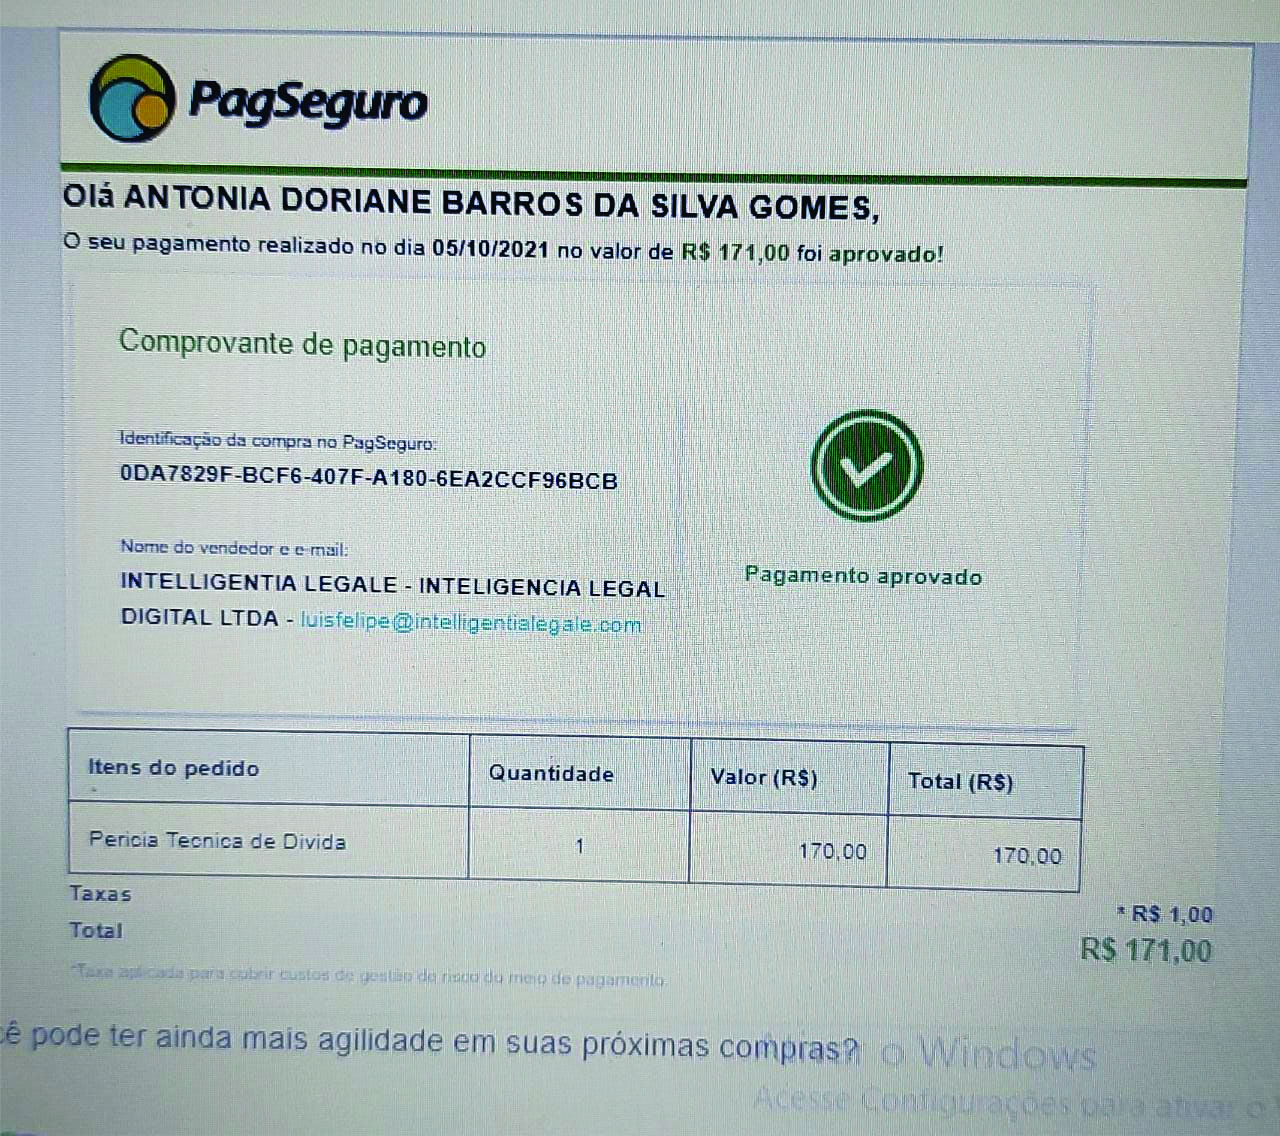 PagSeguro
Olá ANTONIA DORIANE BARROS DA SILVA GOMES,
O seu pagamento realizado no dia 05/10/2021 no valor de R$ 171,00 foi aprovado!
Comprovante de pagamento
Identificação da compra no PagSeguro:
0DA7829F-BCF6-407F-A180-6EA2CCF96BCB
Nome do vendedor e e-mail:
INTELLIGENTIA LEGALE - INTELIGENCIA LEGAL
DIGITAL LTDA - luisfelipe@intelligentialegale.com
Pagamento aprovado
Itens do pedido Quantidade Valor (R$) Total (R$)
Pericia Tecnica de Divida 1 170,00 170,00
Taxas * R$ 1,00
Total R$ 171,00
*Taxa aplicada para cobrir custos de gestão de risco do meio de pagamento.
cê pode ter ainda mais agilidade em suas próximas compras?
o Windows
Acesse Configurações para ativar o